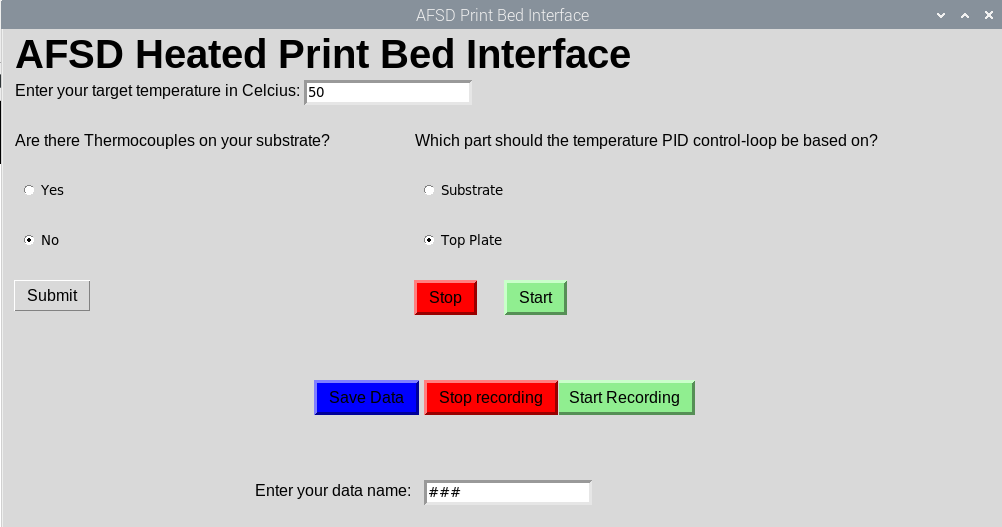 AFSD Print Bed Interface
AFSD Heated Print Bed Interface
Enter your target temperature in Celcius: 50
Are there Thermocouples on your substrate? Which part should the temperature PID control-loop be based on?
Yes Substrate
No Top Plate
Submit Stop Start
Save Data Stop recording Start Recording
Enter your data name: ###